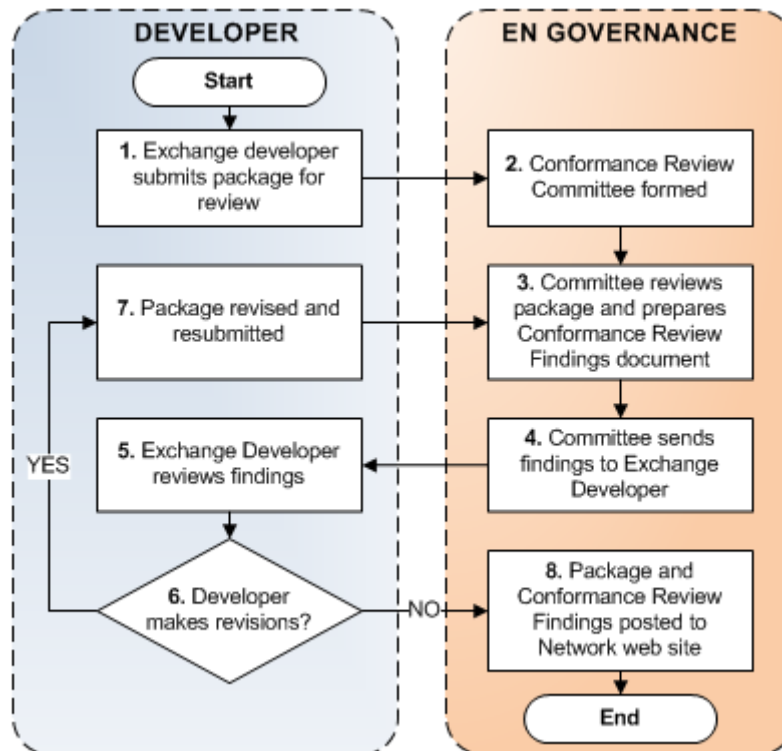 DEVELOPER
EN GOVERNANCE
Start
1. Exchange developer
submits package for
review
2. Conformance Review
Committee formed
7. Package revised and
resubmitted
3. Committee reviews
package and prepares
Conformance Review
Findings document
YES
5. Exchange Developer
reviews findings
4. Committee sends
findings to Exchange
Developer
6. Developer
makes revisions?
NO
8. Package and
Conformance Review
Findings posted to
Network web site
End